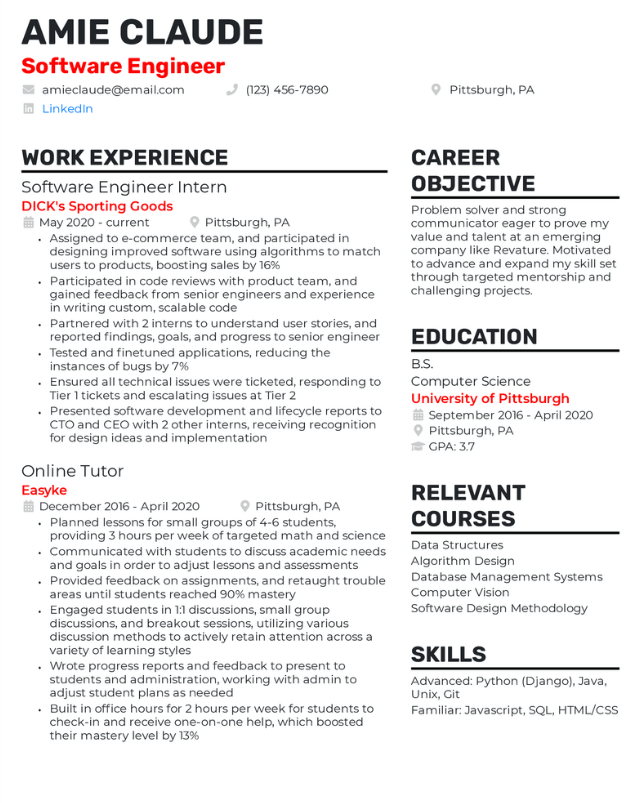 AMIE CLAUDE
Software Engineer
amieclaude@email.com (123) 456-7890 Pittsburgh, PA
LinkedIn
WORK EXPERIENCE
Software Engineer Intern
DICK's Sporting Goods
May 2020 - current Pittsburgh, PA
• Assigned to e-commerce team, and participated in
designing improved software using algorithms to match
users to products, boosting sales by 16%
• Participated in code reviews with product team, and
gained feedback from senior engineers and experience
in writing custom, scalable code
• Partnered with 2 interns to understand user stories, and
reported findings, goals, and progress to senior engineer
• Tested and finetuned applications, reducing the
instances of bugs by 7%
• Ensured all technical issues were ticketed, responding to
Tier 1 tickets and escalating issues at Tier 2
• Presented software development and lifecycle reports to
CTO and CEO with 2 other interns, receiving recognition
for design ideas and implementation
Online Tutor
Easyke
December 2016 - April 2020 Pittsburgh, PA
• Planned lessons for small groups of 4-6 students,
providing 3 hours per week of targeted math and science
• Communicated with students to discuss academic needs
and goals in order to adjust lessons and assessments
• Provided feedback on assignments, and retaught trouble
areas until students reached 90% mastery
• Engaged students in 1:1 discussions, small group
discussions, and breakout sessions, utilizing various
discussion methods to actively retain attention across a
variety of learning styles
• Wrote progress reports and feedback to present to
students and administration, working with admin to
adjust student plans as needed
• Built in office hours for 2 hours per week for students to
check-in and receive one-on-one help, which boosted
their mastery level by 13%
CAREER
OBJECTIVE
Problem solver and strong
communicator eager to prove my
value and talent at an emerging
company like Revature. Motivated
to advance and expand my skill set
through targeted mentorship and
challenging projects.
EDUCATION
B.S.
Computer Science
University of Pittsburgh
September 2016 - April 2020
Pittsburgh, PA
GPA: 3.7
RELEVANT
COURSES
Data Structures
Algorithm Design
Database Management Systems
Computer Vision
Software Design Methodology
SKILLS
Advanced: Python (Django), Java,
Unix, Git
Familiar: Javascript, SQL, HTML/CSS